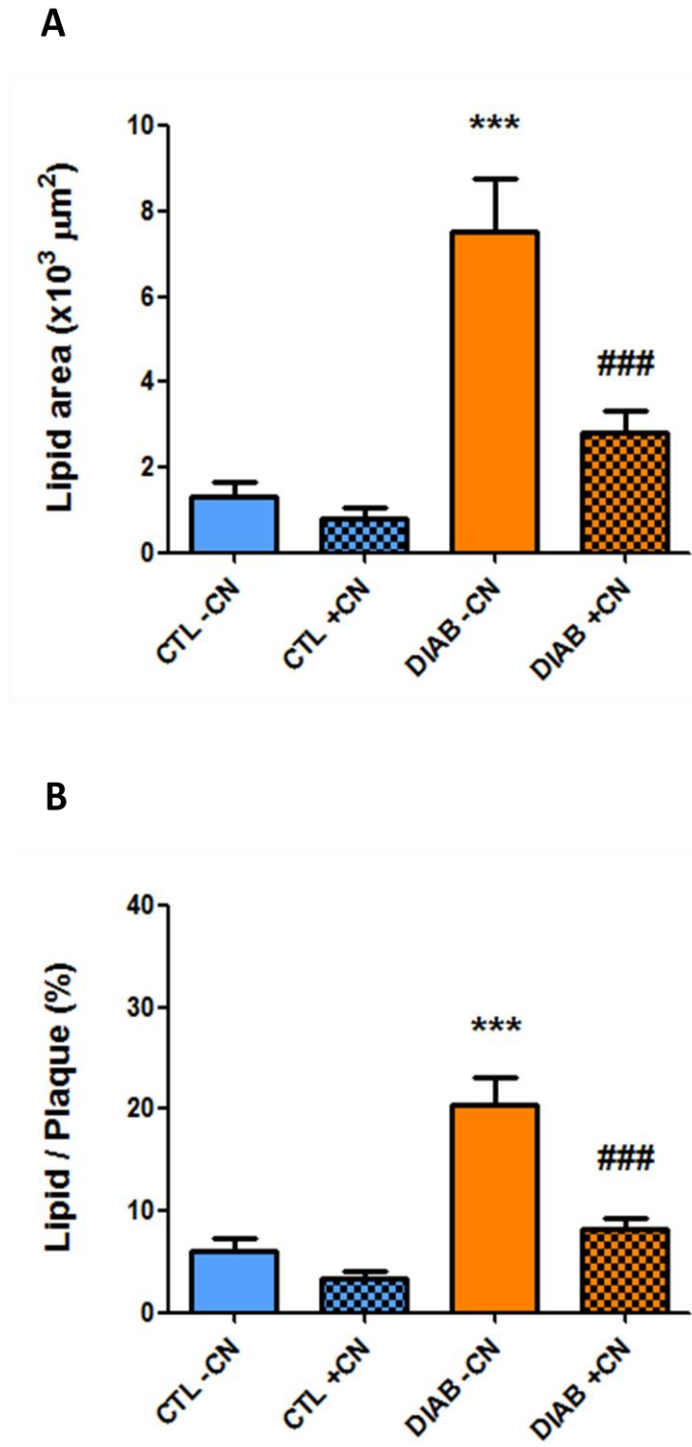 A
Lipid area (x10³ µm²)
10
8
6
4
2
0
***
###
CTL -CN
CTL +CN
DIAB -CN
DIAB +CN
B
Lipid / Plaque (%)
40
30
20
10
0
***
###
CTL -CN
CTL +CN
DIAB -CN
DIAB +CN